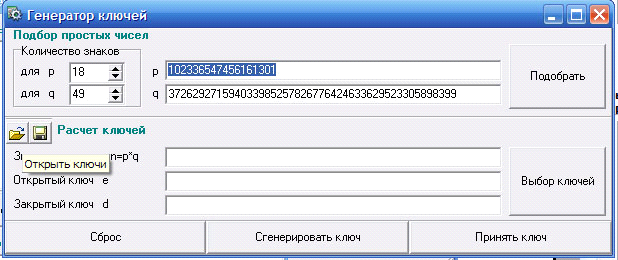 Генератор ключей
Подбор простых чисел
Количество знаков
для p 18
p 102336547456161301
Подобрать
для q 49
q 372629271594033985257826776424633629523305898399
Расчет ключей
n=p*q
Открыть ключи
Открытый ключ e
Выбор ключей
Закрытый ключ d
Сброс
Сгенерировать ключ
Принять ключ